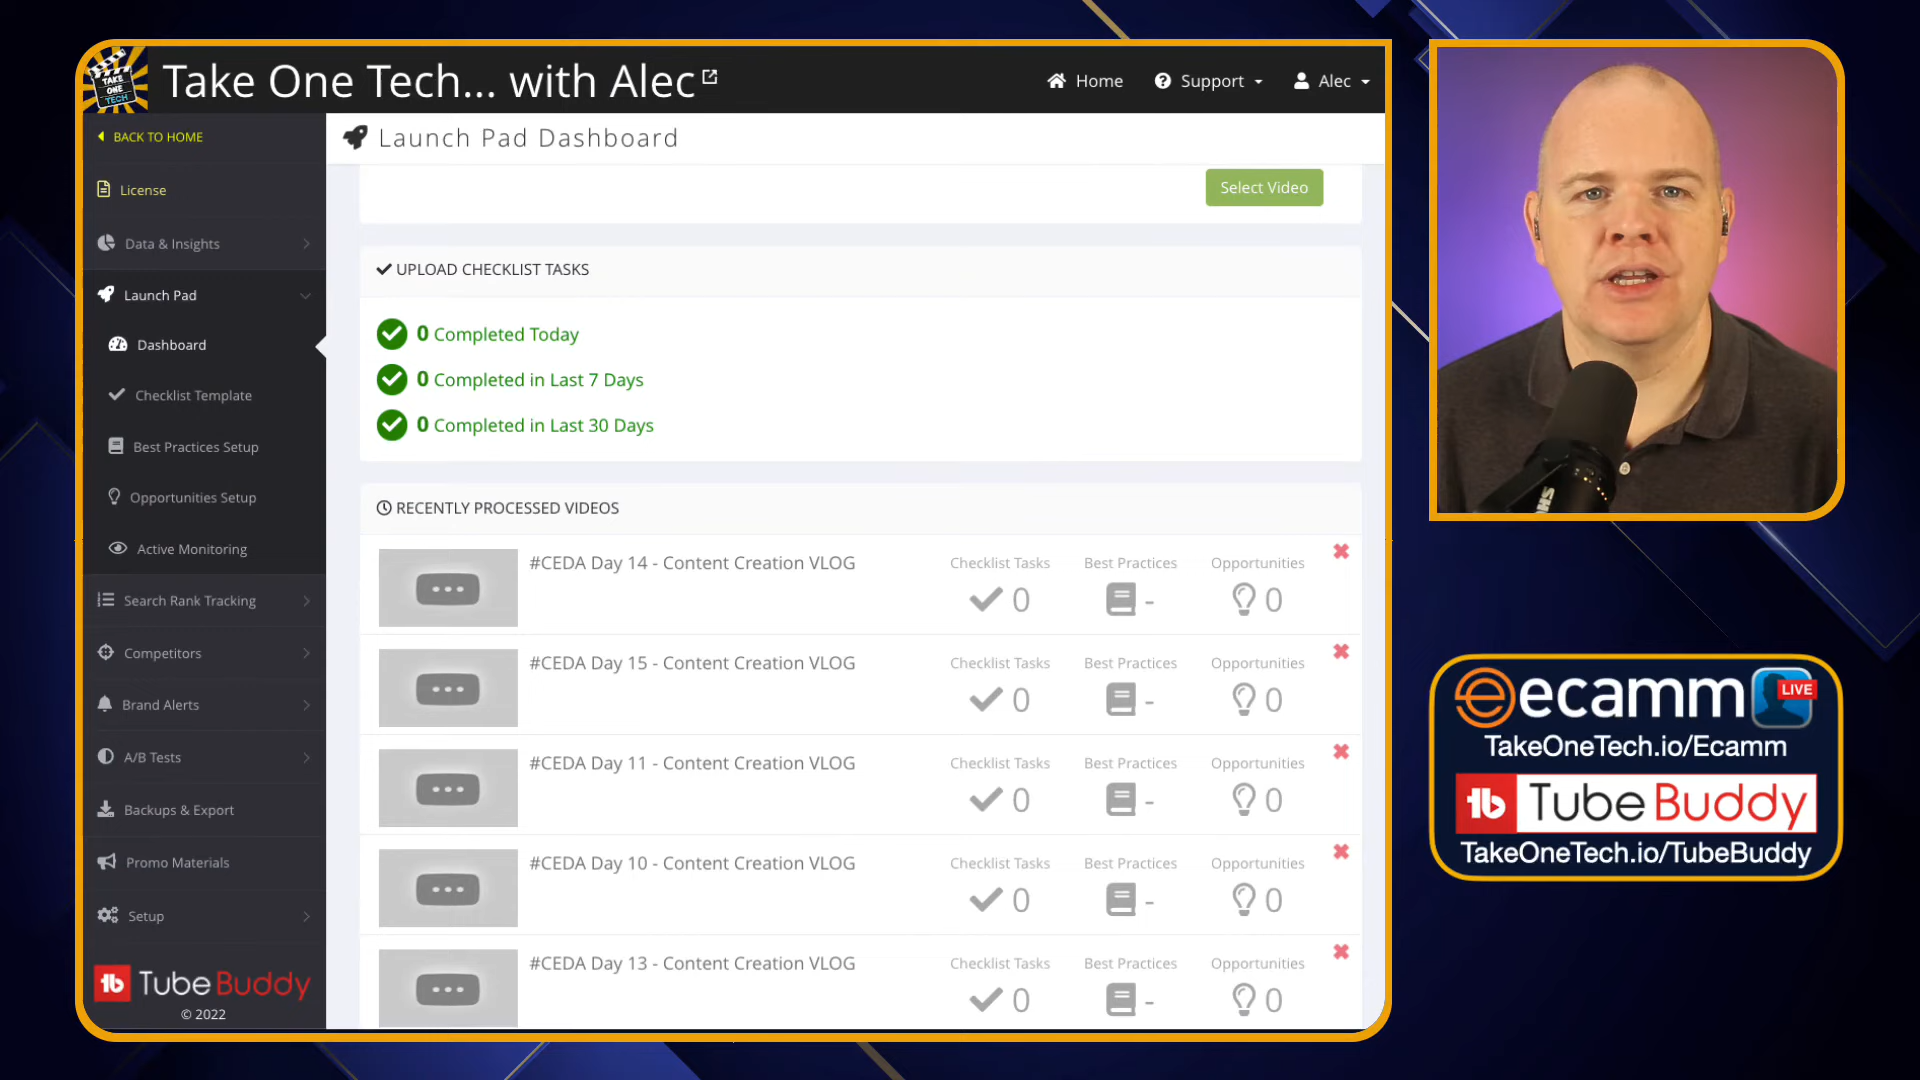 TAKE ONE TECH
Take One Tech... with Alec
Home
Support
Alec
BACK TO HOME
License
Data & Insights
Launch Pad
Dashboard
Checklist Template
Best Practices Setup
Opportunities Setup
Active Monitoring
Search Rank Tracking
Competitors
Brand Alerts
A/B Tests
Backups & Export
Promo Materials
Setup
tb TubeBuddy
© 2022
Launch Pad Dashboard
Select Video
UPLOAD CHECKLIST TASKS
0 Completed Today
0 Completed in Last 7 Days
0 Completed in Last 30 Days
RECENTLY PROCESSED VIDEOS
#CEDA Day 14 - Content Creation VLOG
Checklist Tasks Best Practices Opportunities
0 - 0
#CEDA Day 15 - Content Creation VLOG
Checklist Tasks Best Practices Opportunities
0 - 0
#CEDA Day 11 - Content Creation VLOG
Checklist Tasks Best Practices Opportunities
0 - 0
#CEDA Day 10 - Content Creation VLOG
Checklist Tasks Best Practices Opportunities
0 - 0
#CEDA Day 13 - Content Creation VLOG
Checklist Tasks Best Practices Opportunities
0 - 0
ecamm LIVE
TakeOneTech.io/Ecamm
tb TubeBuddy
TakeOneTech.io/TubeBuddy